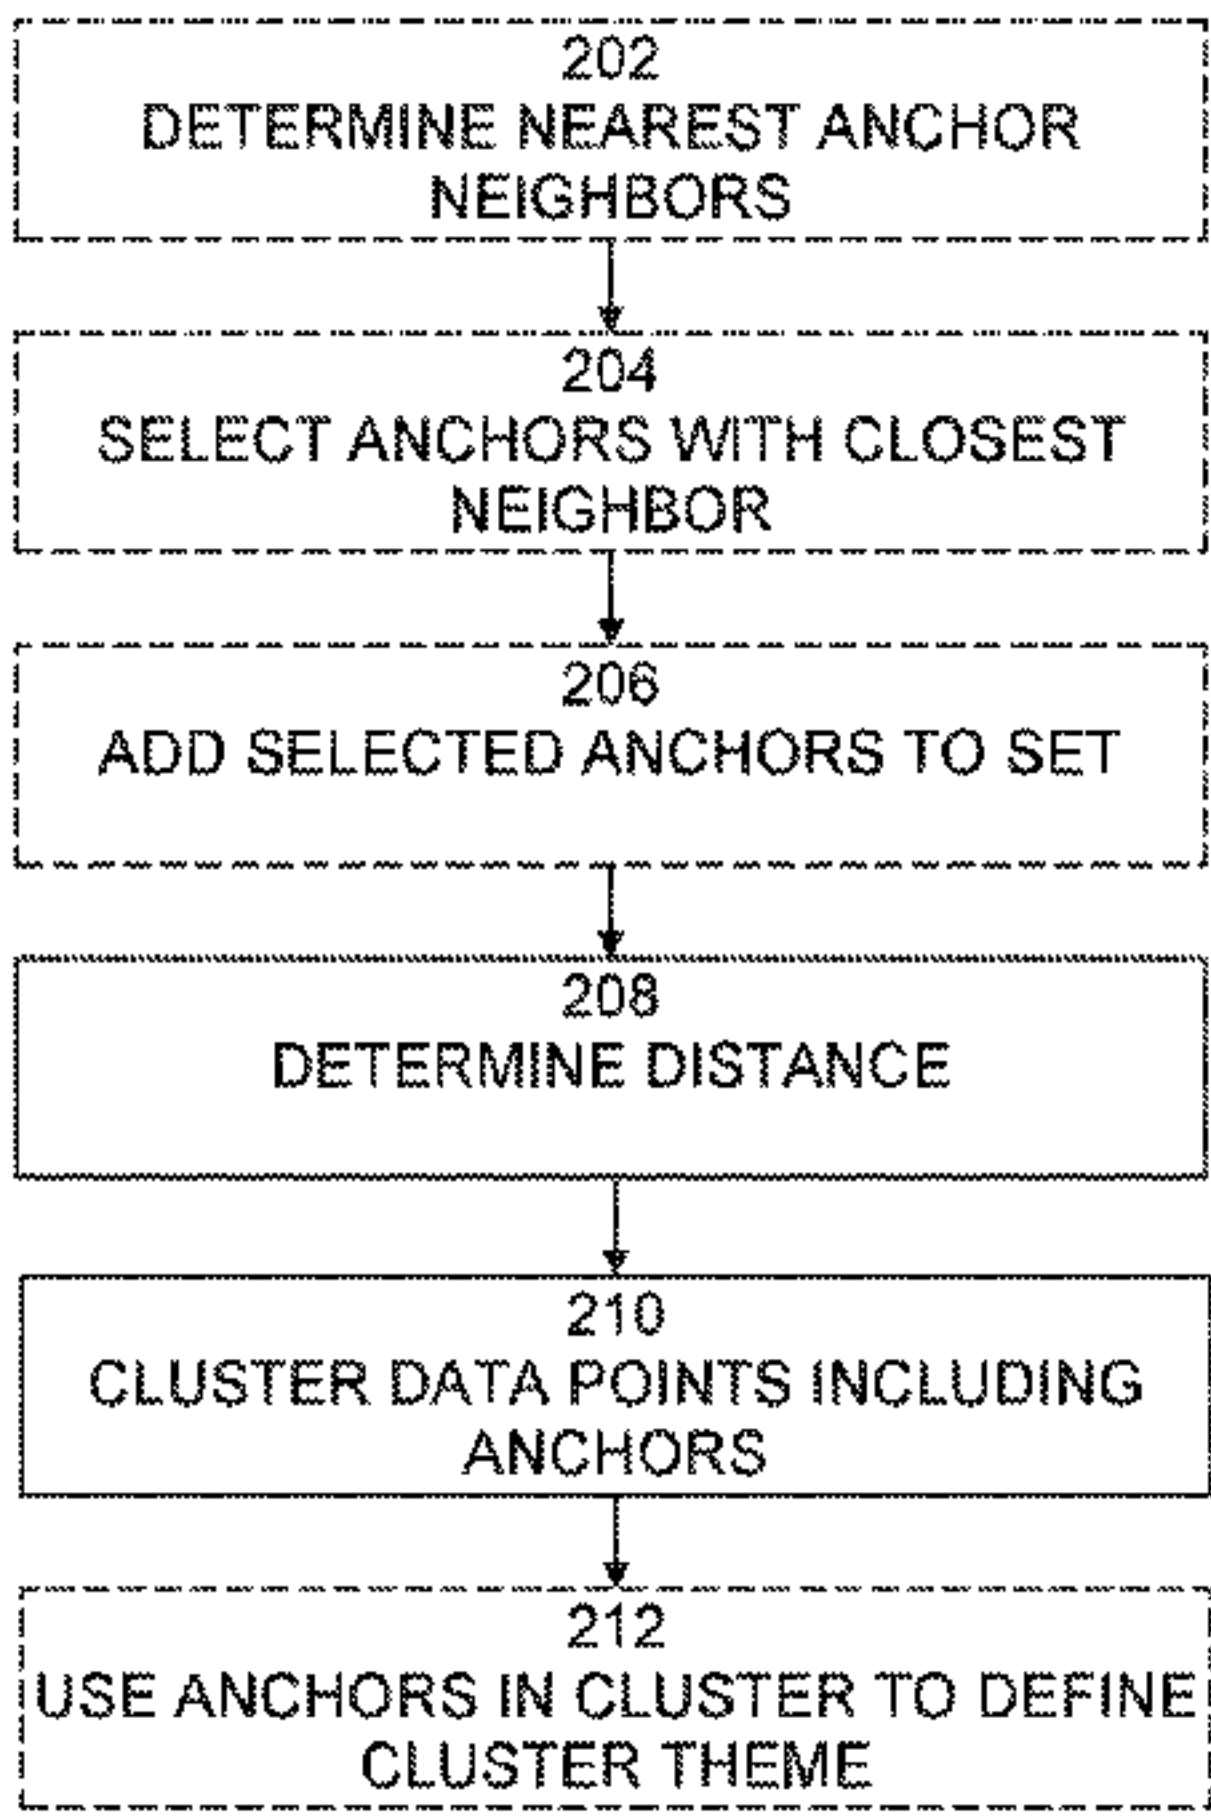 202
DETERMINE NEAREST ANCHOR
NEIGHBORS
204
SELECT ANCHORS WITH CLOSEST
NEIGHBOR
206
ADD SELECTED ANCHORS TO SET
208
DETERMINE DISTANCE
210
CLUSTER DATA POINTS INCLUDING
ANCHORS
212
USE ANCHORS IN CLUSTER TO DEFINE
CLUSTER THEME